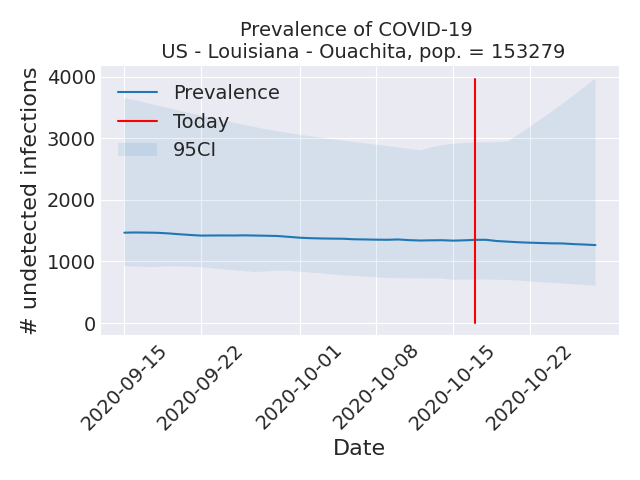 Prevalence of COVID-19
US - Louisiana - Ouachita, pop. = 153279
# undetected infections
4000
3000
2000
1000
0
Prevalence
Today
95CI
2020-09-15
2020-09-22
2020-10-01
2020-10-08
2020-10-15
2020-10-22
Date